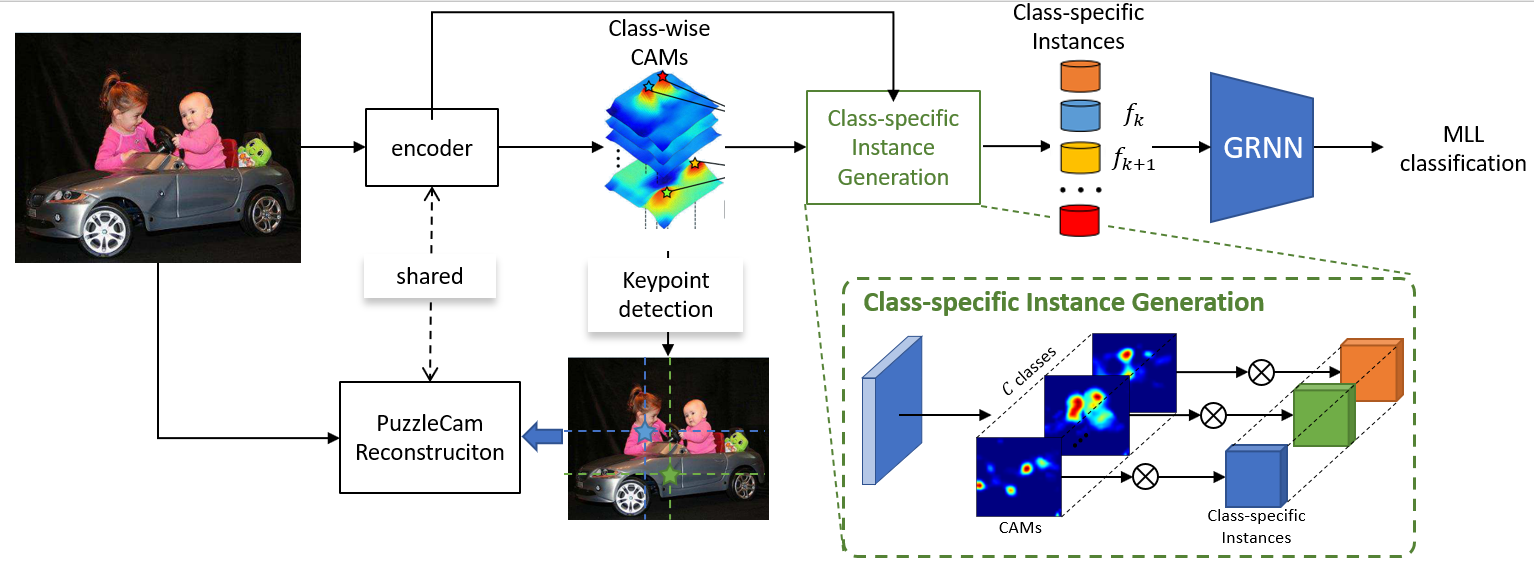 Class-wise
CAMs
Class-specific
Instances
encoder
Class-specific
Instance
Generation
f_k
f_{k+1}
GRNN
MLL
classification
shared
Keypoint
detection
PuzzleCam
Reconstruciton
Class-specific Instance Generation
C classes
CAMs
Class-specific
Instances